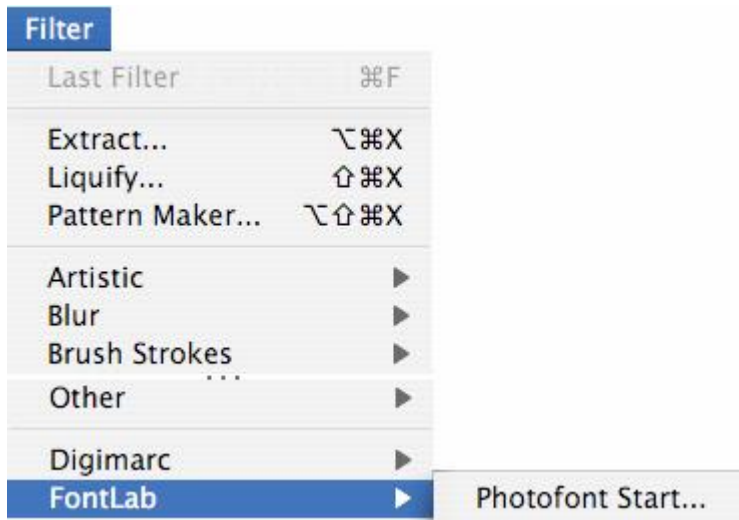 Filter
Last Filter ⌘F
Extract... ⌥⌘X
Liquify... ⇧⌘X
Pattern Maker... ⌥⇧⌘X
Artistic
Blur
Brush Strokes
...
Other
Digimarc
FontLab
Photofont Start...